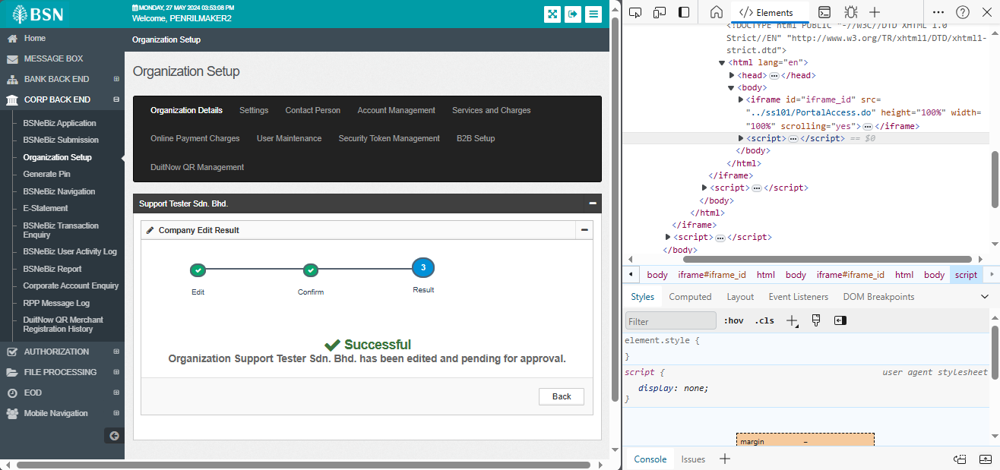 BSN
MONDAY, 27 MAY 2024 03:53:08 PM
Welcome, PENRILMAKER2
Home
MESSAGE BOX
BANK BACK END
CORP BACK END
BSNeBiz Application
BSNeBiz Submission
Organization Setup
Generate Pin
BSNeBiz Navigation
E-Statement
BSNeBiz Transaction
Enquiry
BSNeBiz User Activity Log
BSNeBiz Report
Corporate Account Enquiry
RPP Message Log
DuitNow QR Merchant
Registration History
AUTHORIZATION
FILE PROCESSING
EOD
Mobile Navigation
Organization Setup
Organization Setup
Organization Details Settings Contact Person Account Management Services and Charges
Online Payment Charges User Maintenance Security Token Management B2B Setup
DuitNow QR Management
Support Tester Sdn. Bhd.
Company Edit Result
3
Edit Confirm Result
Successful
Organization Support Tester Sdn. Bhd. has been edited and pending for approval.
Back
Elements
<!DOCTYPE html PUBLIC "-//W3C//DTD XHTML 1.0
Strict//EN" "http://www.w3.org/TR/xhtml1/DTD/xhtml1-
strict.dtd">
<html lang="en">
<head>…</head>
<body>
<iframe id="iframe_id" src=
"../ss101/PortalAccess.do" height="100%" width=
"100%" scrolling="yes">…</iframe>
<script>…</script> == $0
</body>
</html>
</iframe>
<script>…</script>
</body>
</html>
</iframe>
<script>…</script>
</body>
body iframe#iframe_id html body iframe#iframe_id html body script
Styles Computed Layout Event Listeners DOM Breakpoints
Filter :hov .cls
element.style {
}
script { user agent stylesheet
display: none;
}
margin –
Console Issues